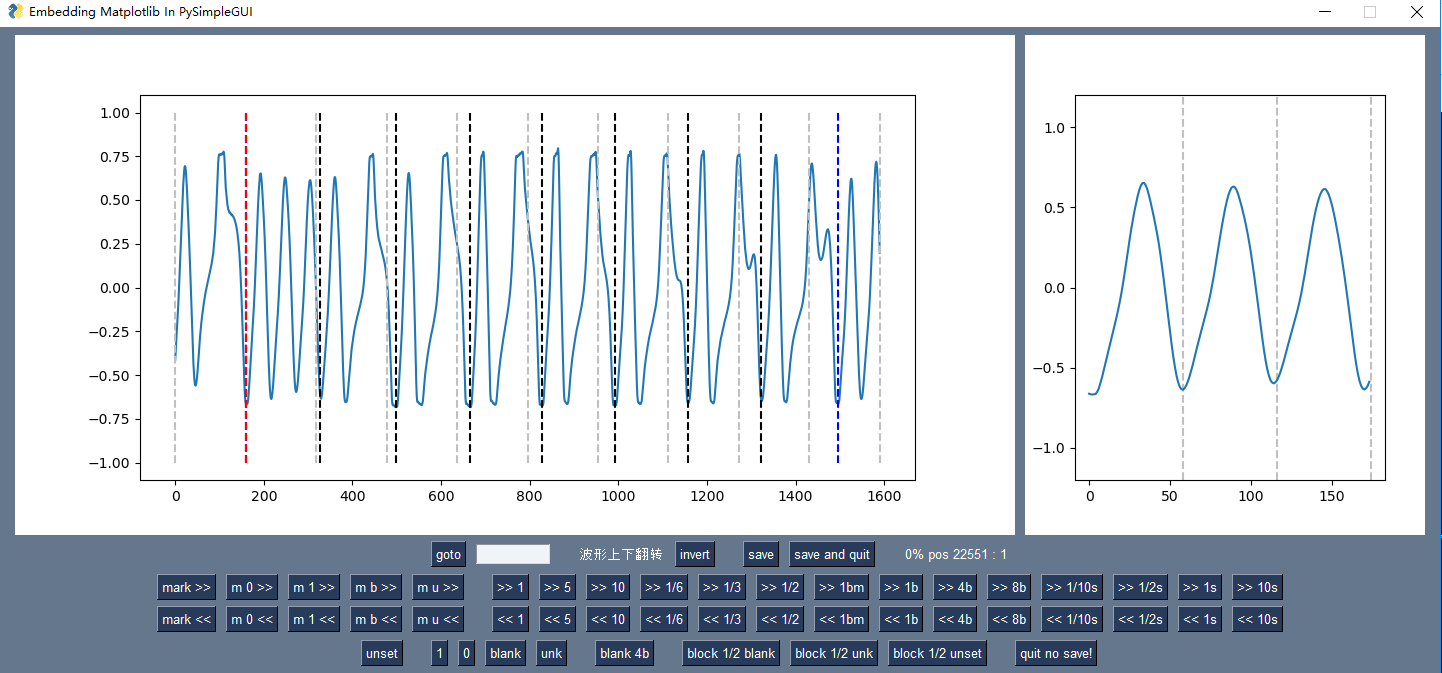 Embedding Matplotlib In PySimpleGUI
1.00
0.75
0.50
0.25
0.00
−0.25
−0.50
−0.75
−1.00
0 200 400 600 800 1000 1200 1400 1600
1.0
0.5
0.0
−0.5
−1.0
0 50 100 150
goto 波形上下翻转 invert save save and quit 0% pos 22551 : 1
mark >> m 0 >> m 1 >> m b >> m u >> >> 1 >> 5 >> 10 >> 1/6 >> 1/3 >> 1/2 >> 1bm >> 1b >> 4b >> 8b >> 1/10s >> 1/2s >> 1s >> 10s
mark << m 0 << m 1 << m b << m u << << 1 << 5 << 10 << 1/6 << 1/3 << 1/2 << 1bm << 1b << 4b << 8b << 1/10s << 1/2s << 1s << 10s
unset 1 0 blank unk blank 4b block 1/2 blank block 1/2 unk block 1/2 unset quit no save!